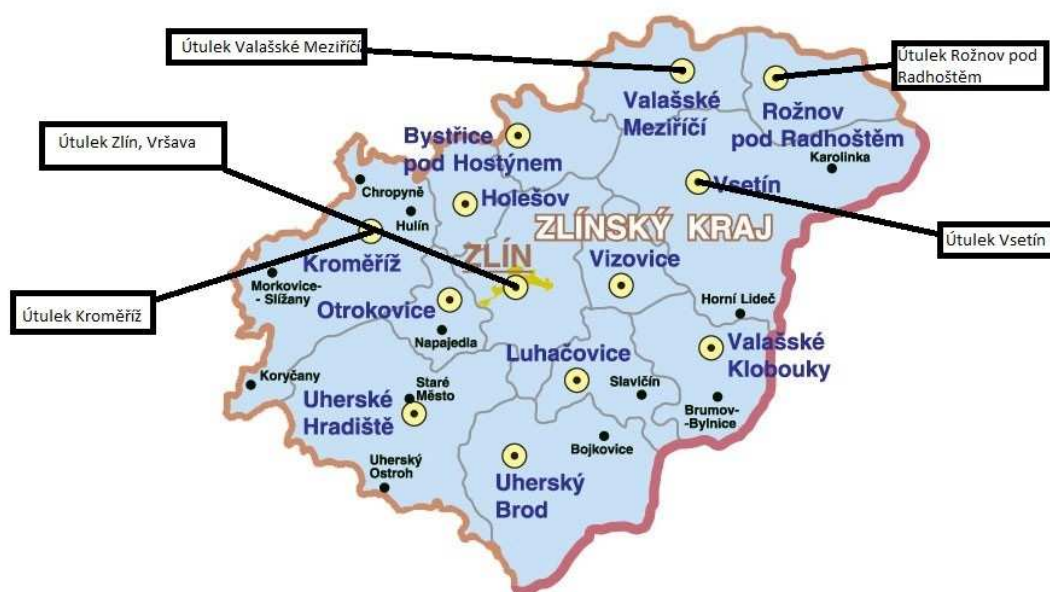 Útulek Valašské Meziříčí
Útulek Rožnov pod
Radhoštěm
Valašské
Meziříčí
Rožnov
pod Radhoštěm
Karolinka
Bystřice
pod Hostýnem
Útulek Zlín, Vršava
Vsetín
Chropyně
Holešov
Hulín
ZLÍNSKÝ KRAJ
Útulek Vsetín
ZLÍN
Kroměříž
Vizovice
Morkovice-
-Slížany
Otrokovice
Horní Lideč
Útulek Kroměříž
Napajedla
Valašské
Klobouky
Luhačovice
Koryčany
Staré
Město
Slavičín
Uherské
Hradiště
Brumov-
-Bylnice
Bojkovice
Uherský
Ostroh
Uherský
Brod